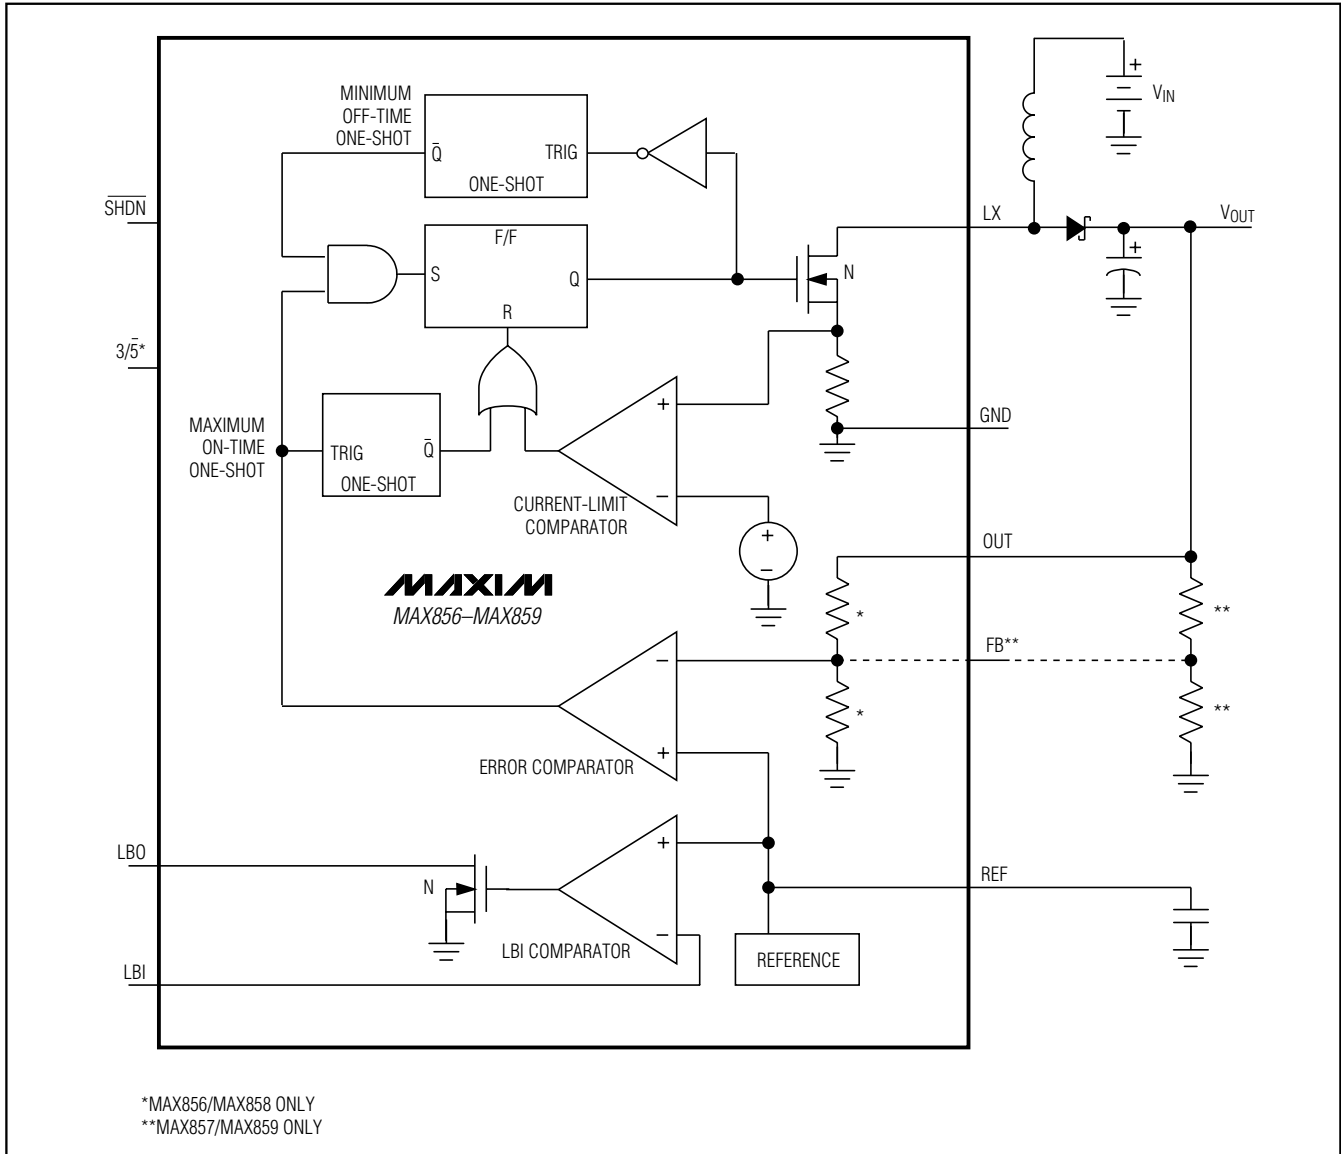 MINIMUM
OFF-TIME
ONE-SHOT
Q̅
TRIG
ONE-SHOT
+
V_IN
S̅H̅D̅N̅
F/F
S
Q
R
N
LX
V_OUT
+
3/5̅*
MAXIMUM
ON-TIME
ONE-SHOT
TRIG
Q̅
ONE-SHOT
+
−
CURRENT-LIMIT
COMPARATOR
+
−
GND
OUT
MAXIM
MAX856–MAX859
*
**
FB**
−
+
*
**
ERROR COMPARATOR
LBO
N
+
−
LBI COMPARATOR
REF
REFERENCE
LBI
*MAX856/MAX858 ONLY
**MAX857/MAX859 ONLY